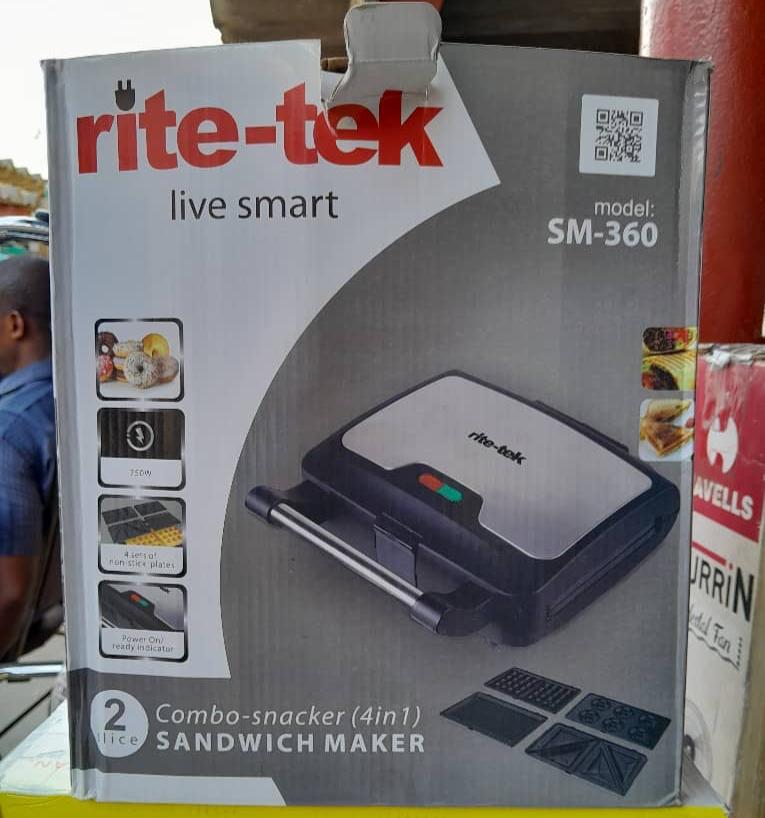 rite-tek
live smart
model:
SM-360
rite-tek
750W
4 sets of
non-stick plates
Power On/
ready indicator
2
slice
Combo-snacker (4in1)
SANDWICH MAKER
AVELLS
URRIN
Fan